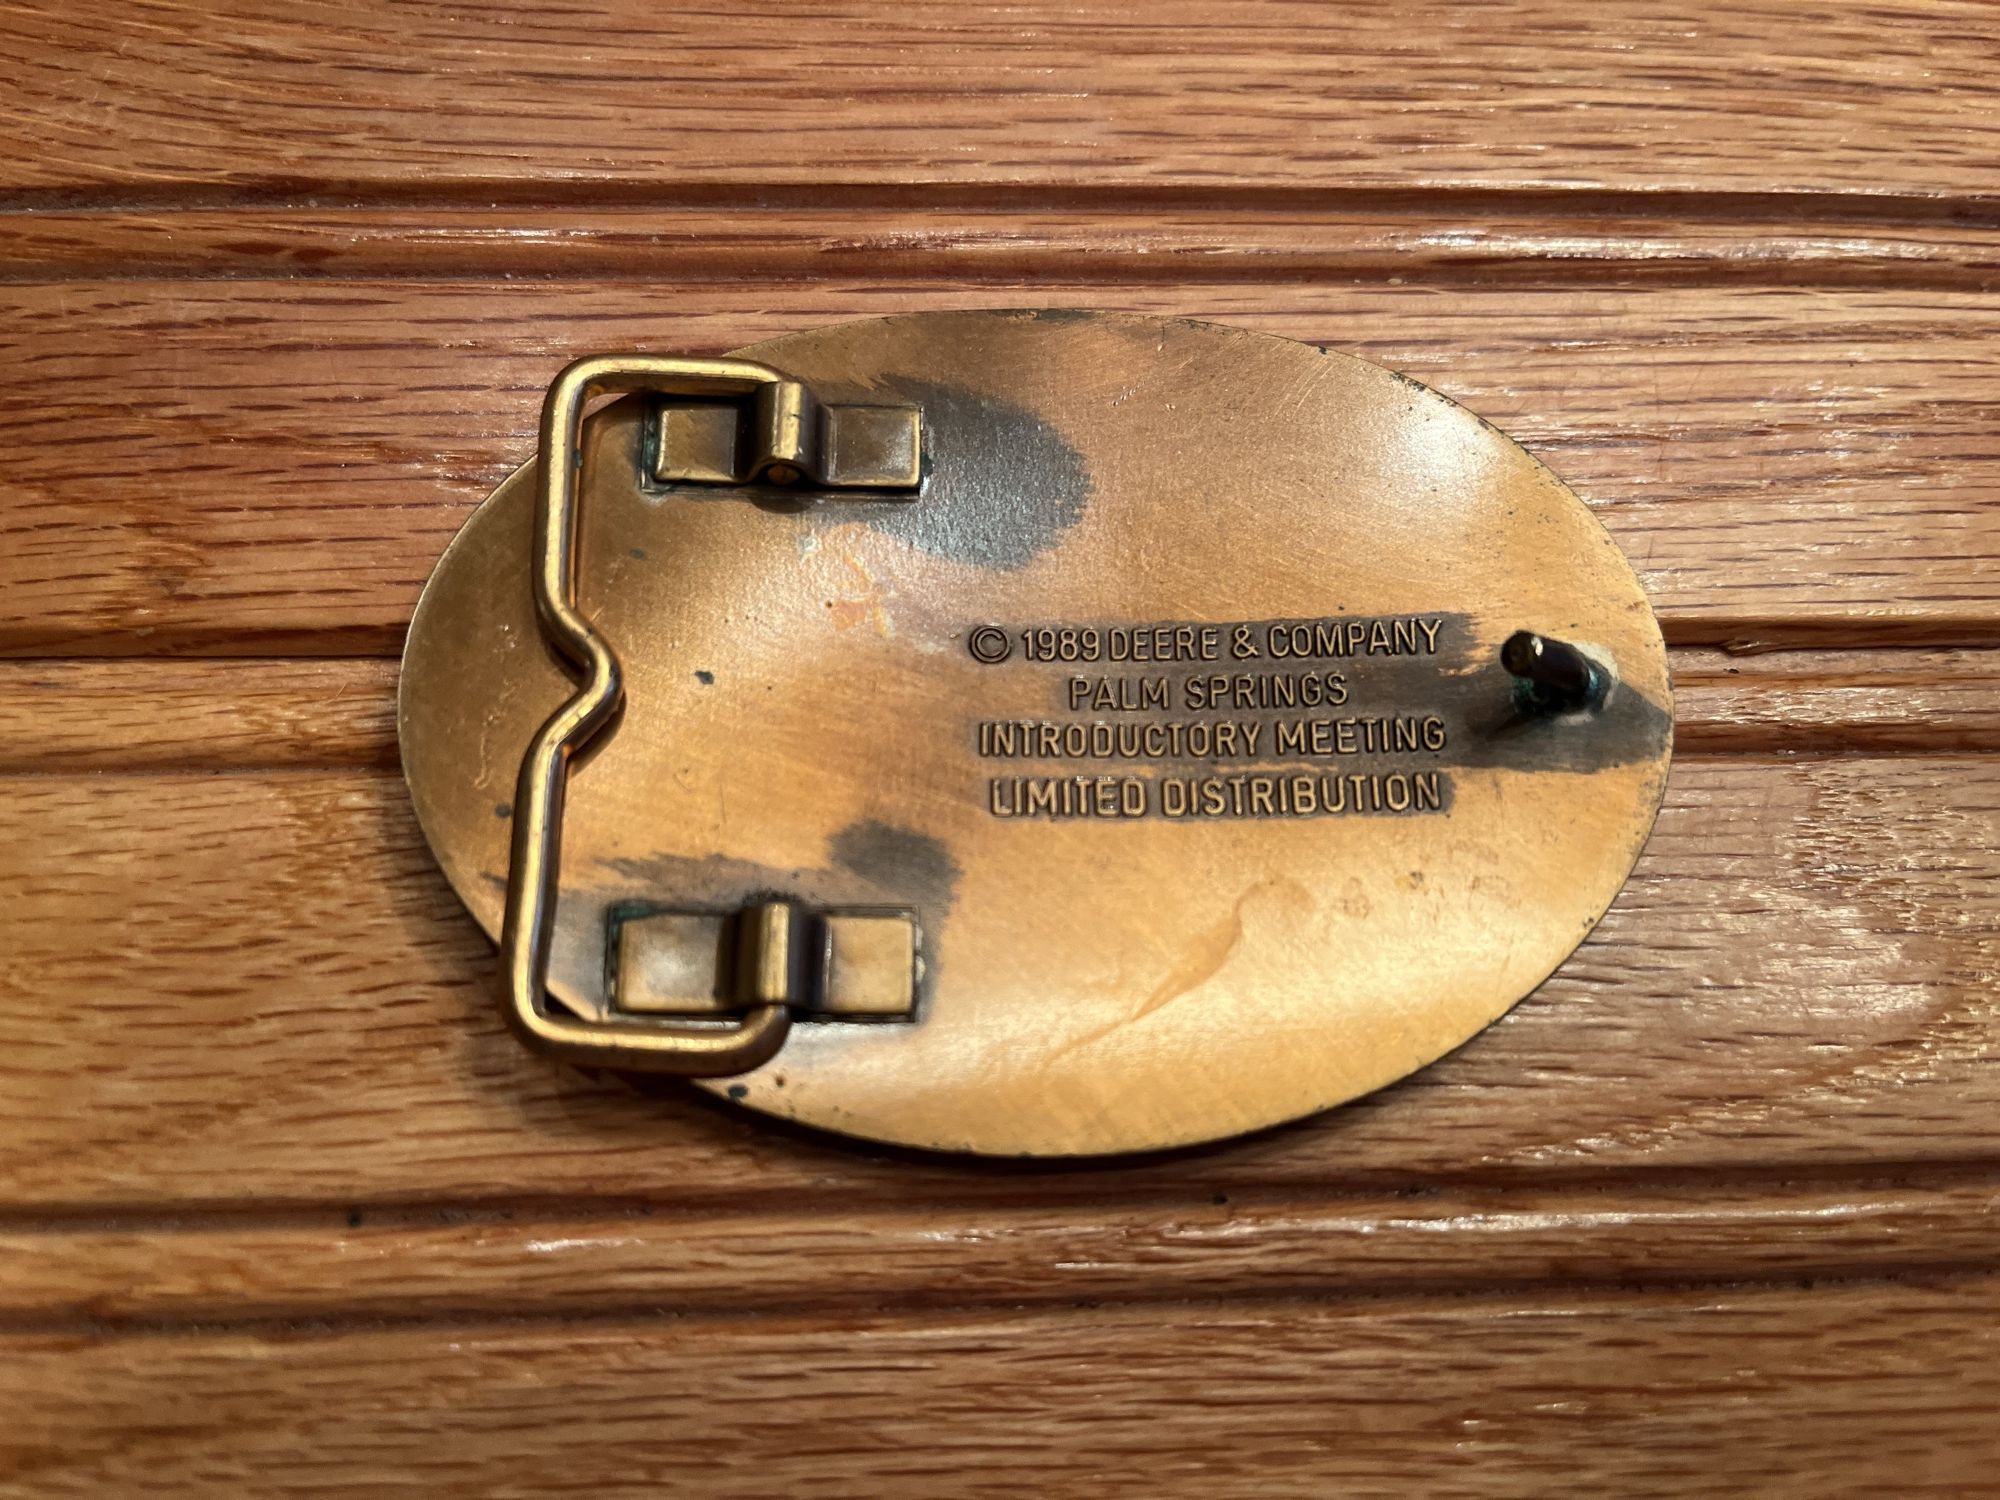 © 1989 DEERE & COMPANY
PALM SPRINGS
INTRODUCTORY MEETING
LIMITED DISTRIBUTION